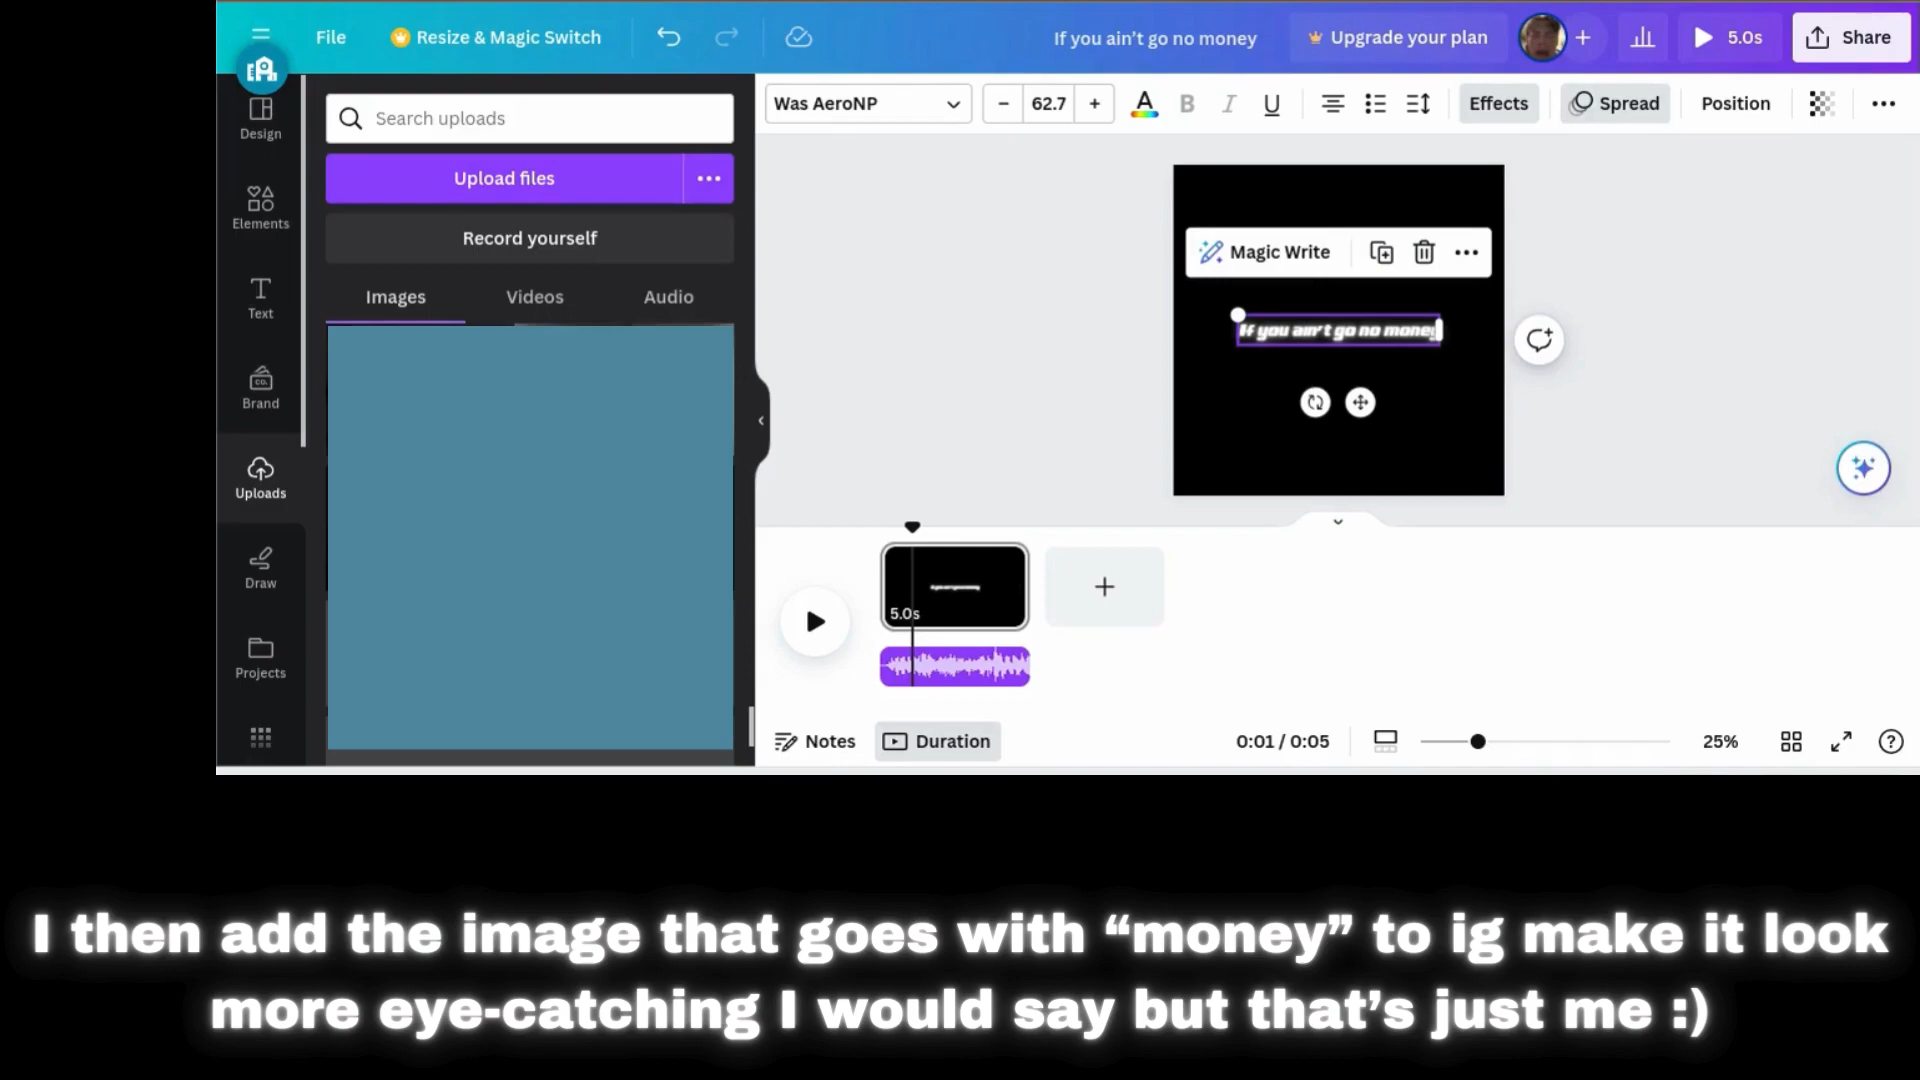 File
Resize & Magic Switch
If you ain't go no money
Upgrade your plan
5.0s
Share
Design
Elements
Text
CO.
Brand
Uploads
Draw
Projects
Search uploads
Upload files
Record yourself
Images Videos Audio
Was AeroNP
62.7
A B I U
Effects
Spread
Position
Magic Write
If you ain't go no money
5.0s
Notes
Duration
0:01 / 0:05
25%
I then add the image that goes with “money” to ig make it look
more eye-catching I would say but that’s just me :)